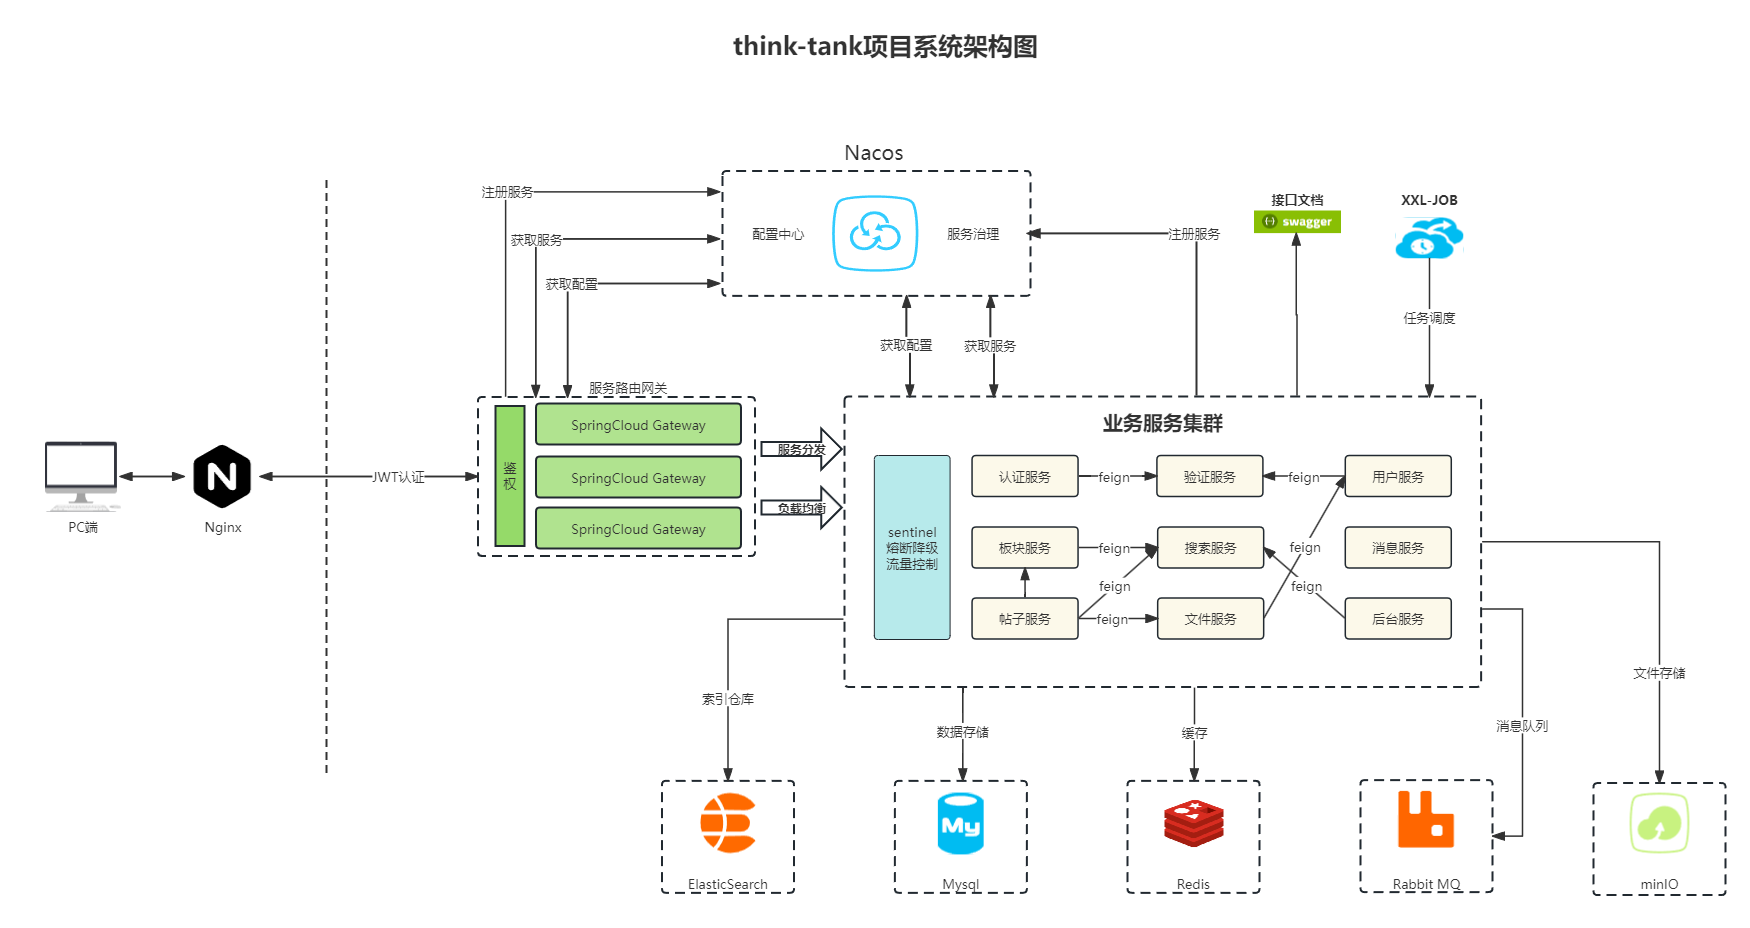 think-tank项目系统架构图
Nacos
注册服务
获取服务
获取配置
配置中心
服务治理
注册服务
接口文档
swagger
XXL-JOB
任务调度
获取配置
获取服务
服务路由网关
鉴
权
SpringCloud Gateway
SpringCloud Gateway
SpringCloud Gateway
服务分发
负载均衡
PC端
N
Nginx
JWT认证
业务服务集群
sentinel
熔断降级
流量控制
认证服务
feign
验证服务
feign
用户服务
板块服务
feign
搜索服务
feign
消息服务
feign
feign
帖子服务
feign
文件服务
后台服务
索引仓库
数据存储
缓存
消息队列
文件存储
ElasticSearch
My
Mysql
Redis
Rabbit MQ
minIO